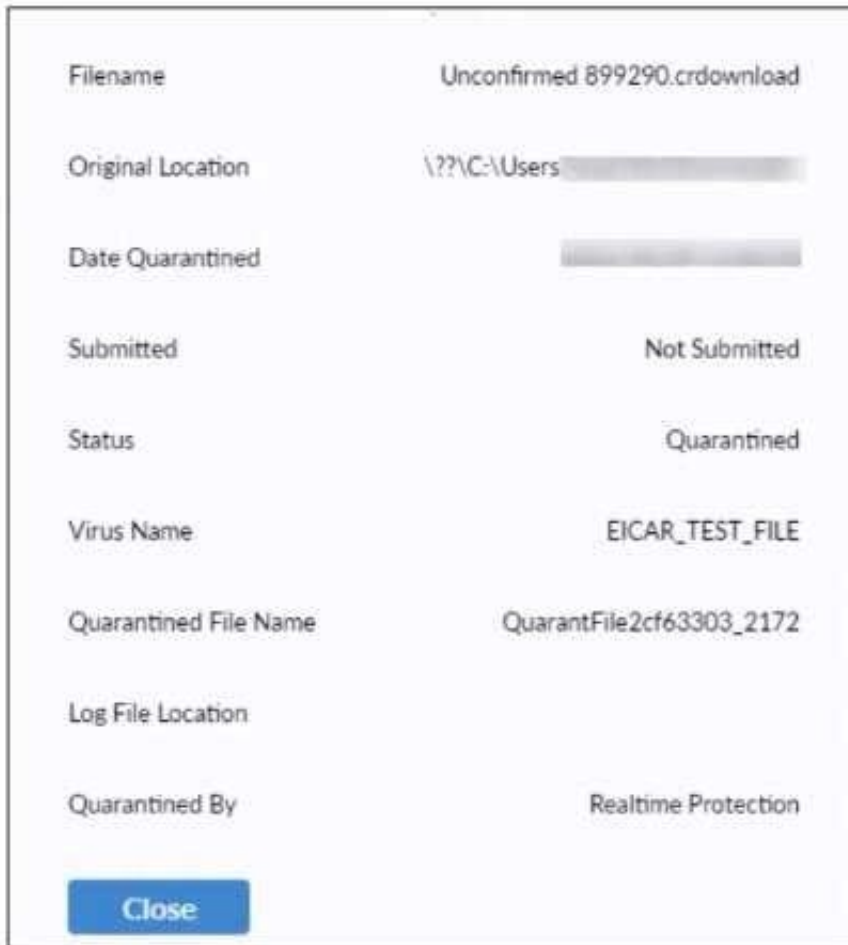 Filename Unconfirmed 899290.crdownload
Original Location \??\C:\Users
Date Quarantined
Submitted Not Submitted
Status Quarantined
Virus Name EICAR_TEST_FILE
Quarantined File Name QuarantFile2cf63303_2172
Log File Location
Quarantined By Realtime Protection
Close